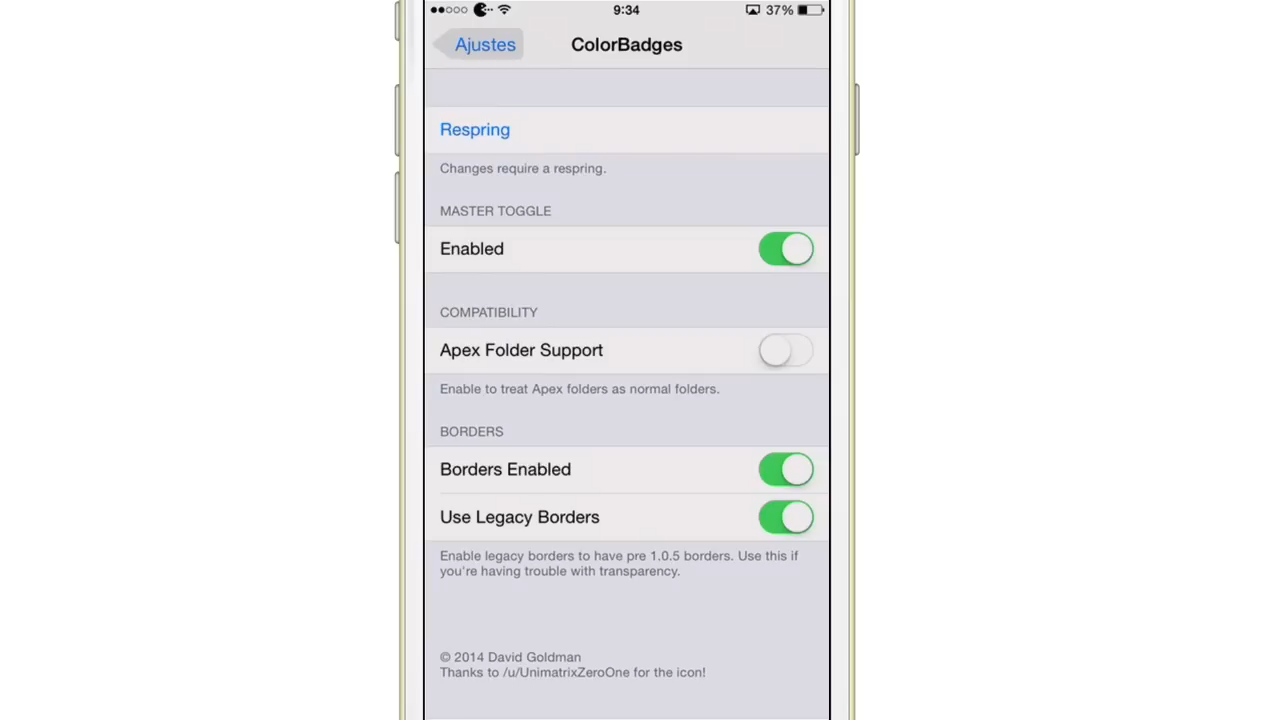 9:34
37%
Ajustes
ColorBadges
Respring
Changes require a respring.
MASTER TOGGLE
Enabled
COMPATIBILITY
Apex Folder Support
Enable to treat Apex folders as normal folders.
BORDERS
Borders Enabled
Use Legacy Borders
Enable legacy borders to have pre 1.0.5 borders. Use this if
you're having trouble with transparency.
© 2014 David Goldman
Thanks to /u/UnimatrixZeroOne for the icon!